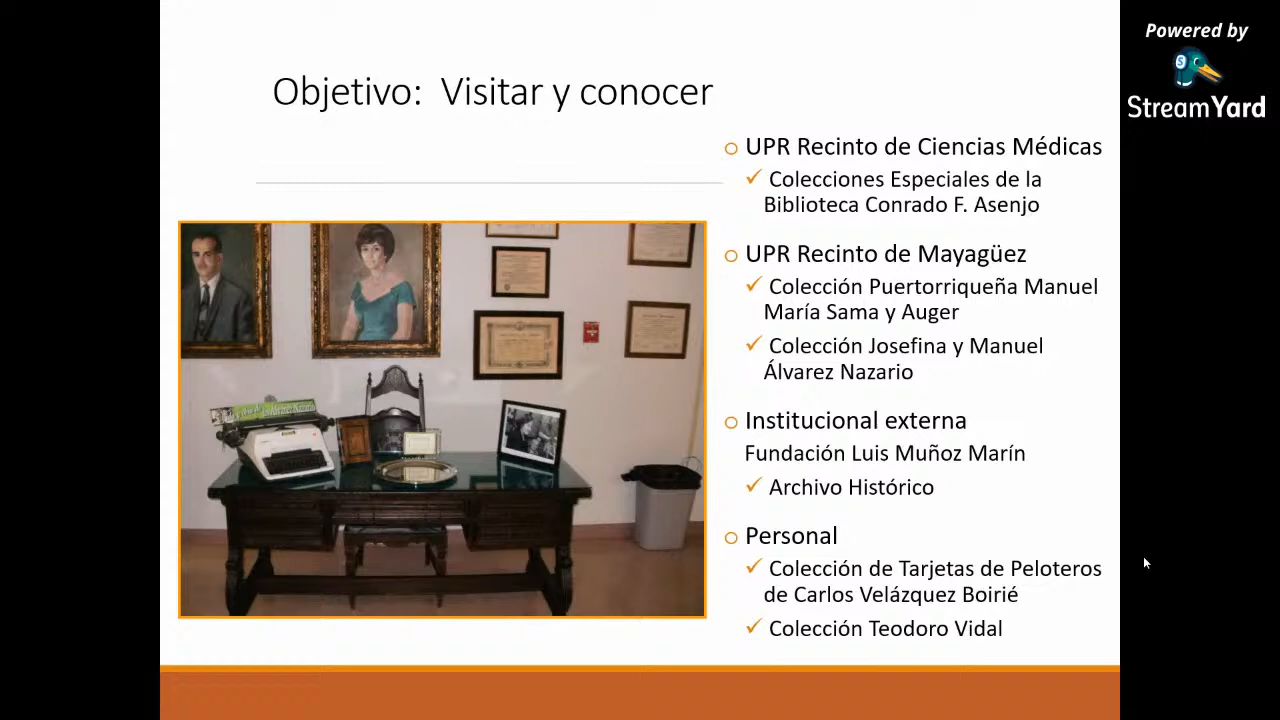 Objetivo: Visitar y conocer
UPR Recinto de Ciencias Médicas
Colecciones Especiales de la
Biblioteca Conrado F. Asenjo
UPR Recinto de Mayagüez
Colección Puertorriqueña Manuel
María Sama y Auger
Colección Josefina y Manuel
Álvarez Nazario
Institucional externa
Fundación Luis Muñoz Marín
Archivo Histórico
Personal
Colección de Tarjetas de Peloteros
de Carlos Velázquez Boirié
Colección Teodoro Vidal
Powered by
StreamYard